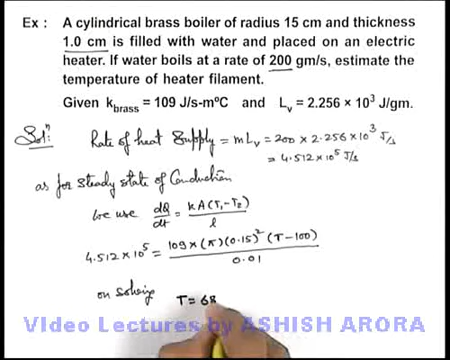 Ex : A cylindrical brass boiler of radius 15 cm and thickness
1.0 cm is filled with water and placed on an electric
heater. If water boils at a rate of 200 gm/s, estimate the
temperature of heater filament.
Given k_brass = 109 J/s-m°C and L_v = 2.256 × 10³ J/gm.
Solⁿ: Rate of heat Supply = mL_v = 200 × 2.256 × 10³ J/s
= 4.512 × 10⁵ J/s
as for Steady state of Conduction
we use dQ/dt = kA(T₁-T₂)/l
4.512 × 10⁵ = 109 × (π)(0.15)² (T-100)/0.01
on solving T = 68
Video Lectures by ASHISH ARORA